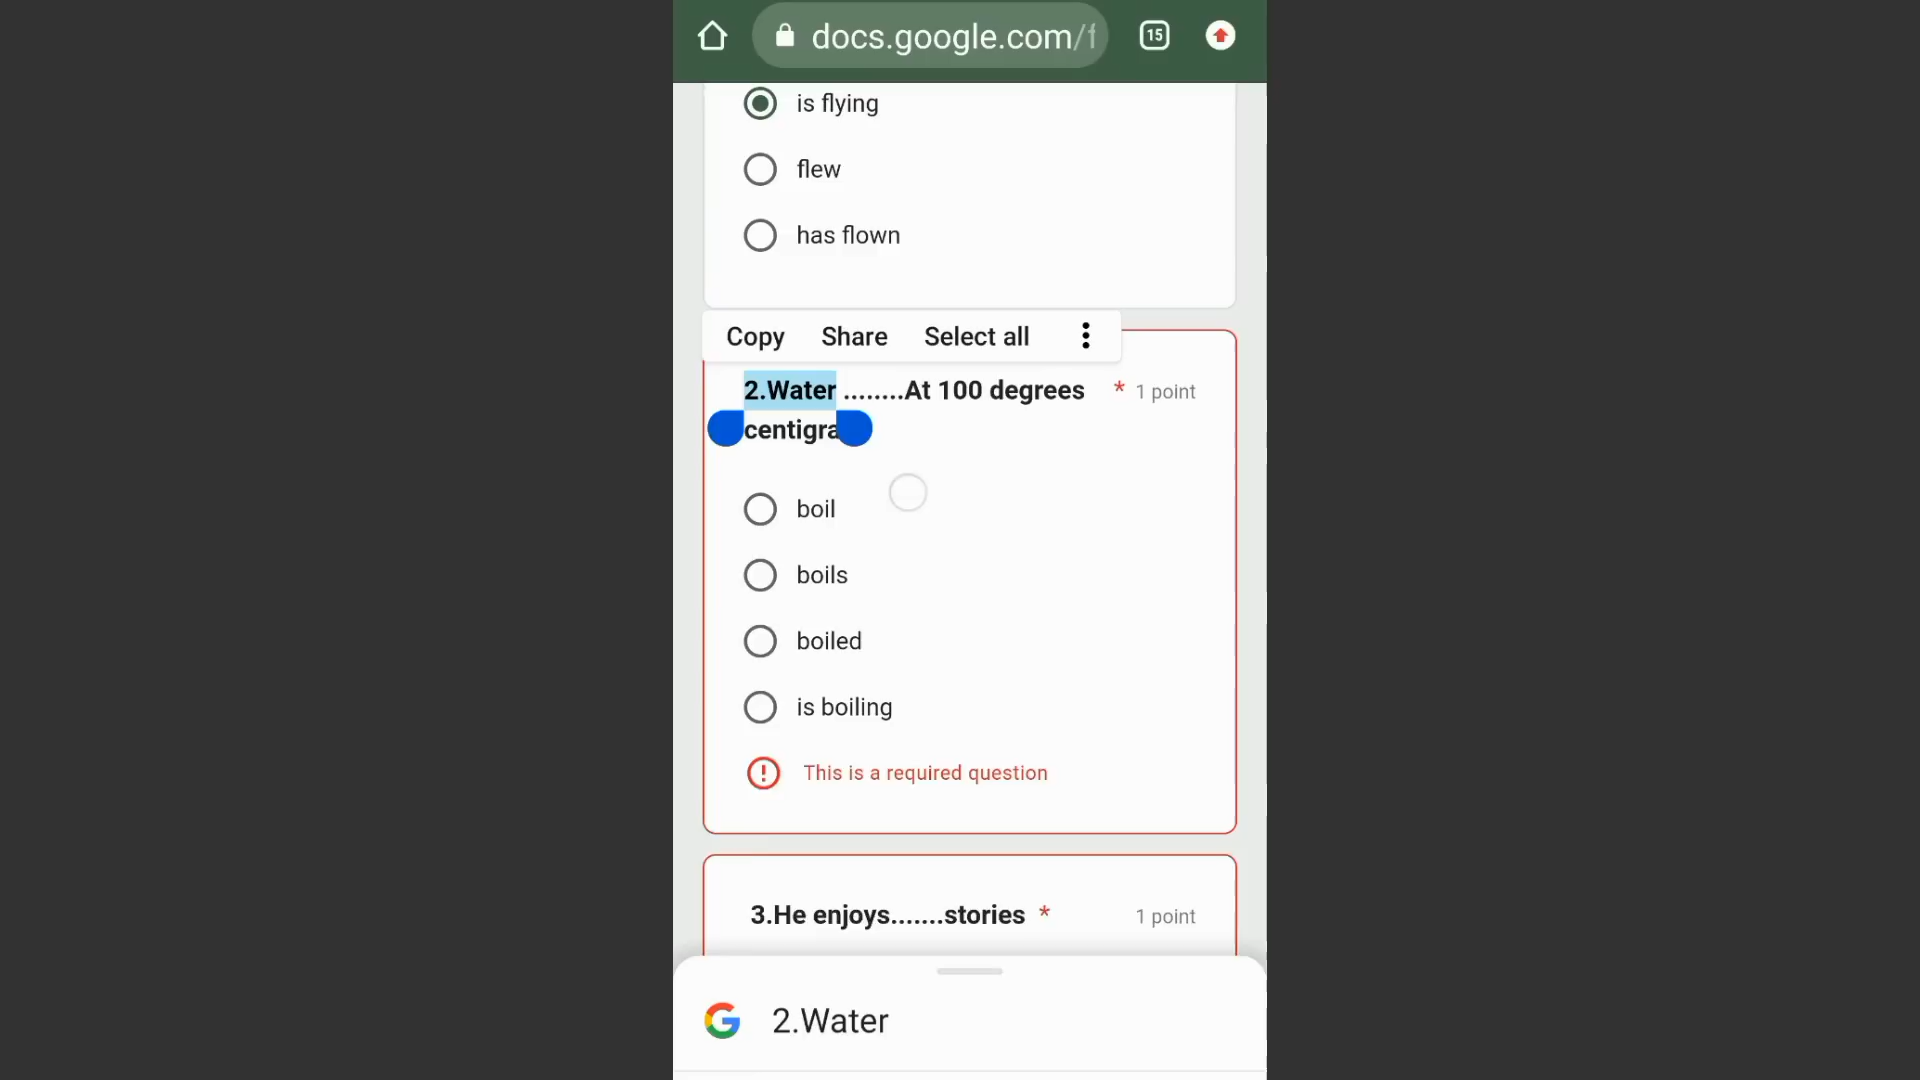 docs.google.com/f
15
is flying
flew
has flown
Copy Share Select all
2.Water ........At 100 degrees * 1 point
centigra
boil
boils
boiled
is boiling
This is a required question
3.He enjoys.......stories * 1 point
2.Water